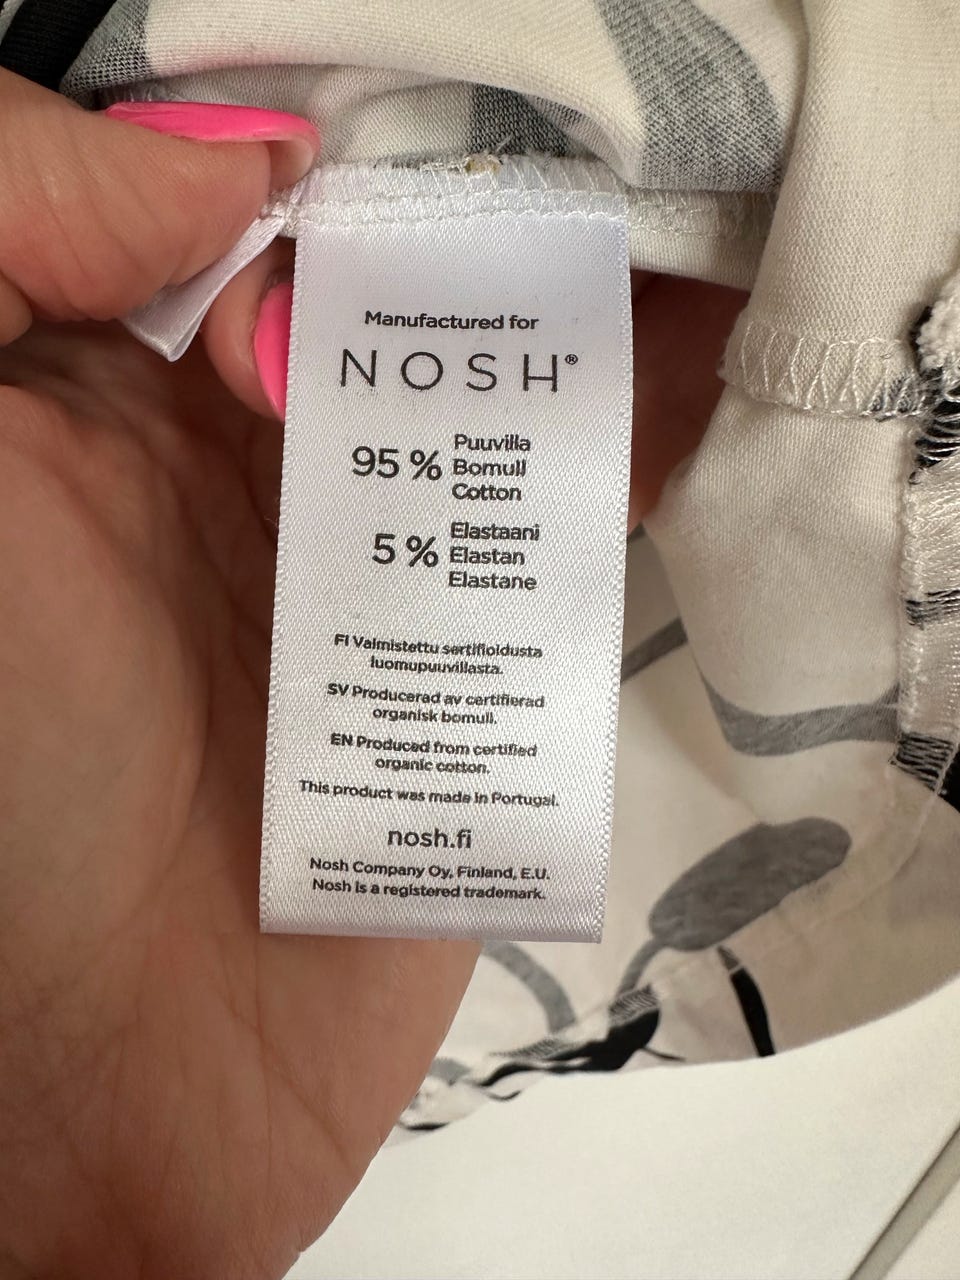 Manufactured for
NOSH®
95 % Puuvilla
Bomull
Cotton
5 % Elastaani
Elastan
Elastane
FI Valmistettu sertifioidusta
luomupuuvillasta.
SV Producerad av certifierad
organisk bomull.
EN Produced from certified
organic cotton.
This product was made in Portugal.
nosh.fi
Nosh Company Oy, Finland, E.U.
Nosh is a registered trademark.